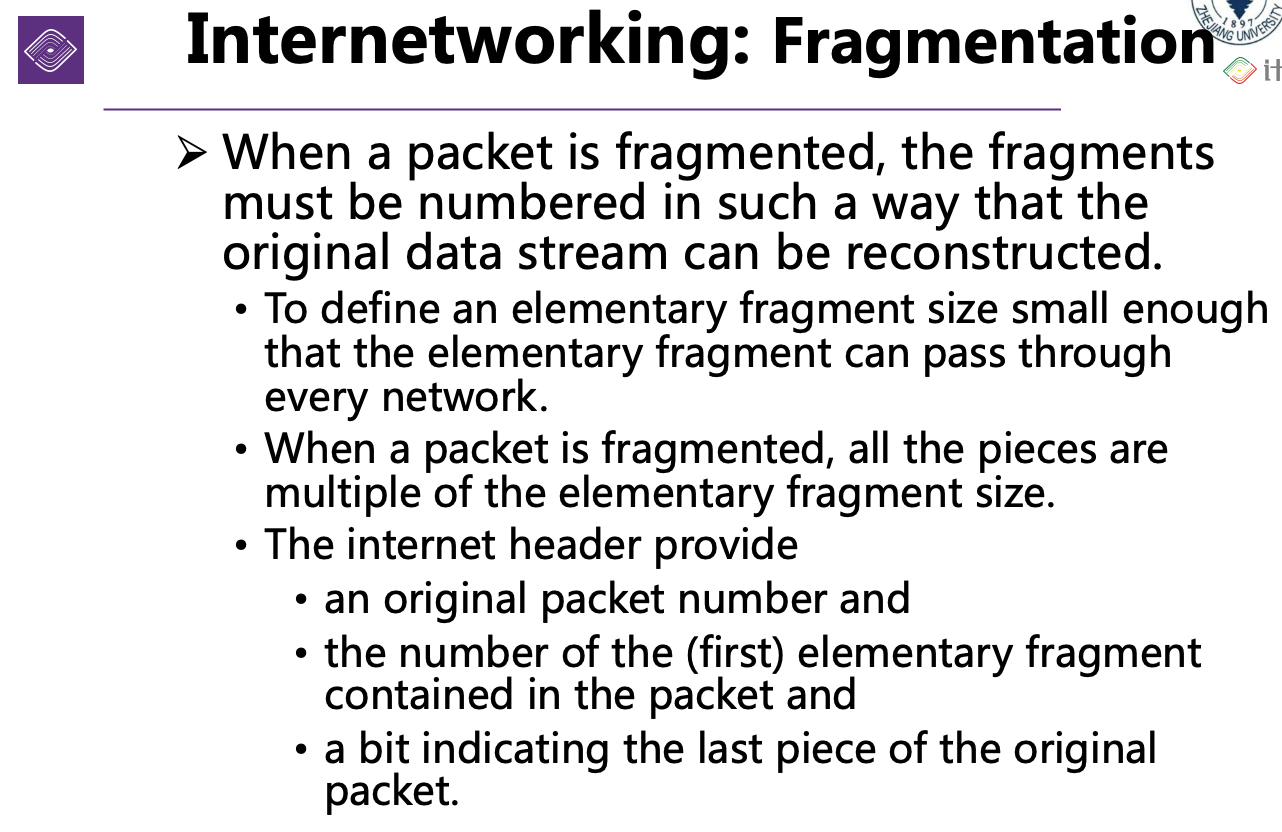 Internetworking: Fragmentation
ZHEJIANG UNIVERSITY
1897
it
➢ When a packet is fragmented, the fragments
must be numbered in such a way that the
original data stream can be reconstructed.
• To define an elementary fragment size small enough
that the elementary fragment can pass through
every network.
• When a packet is fragmented, all the pieces are
multiple of the elementary fragment size.
• The internet header provide
• an original packet number and
• the number of the (first) elementary fragment
contained in the packet and
• a bit indicating the last piece of the original
packet.